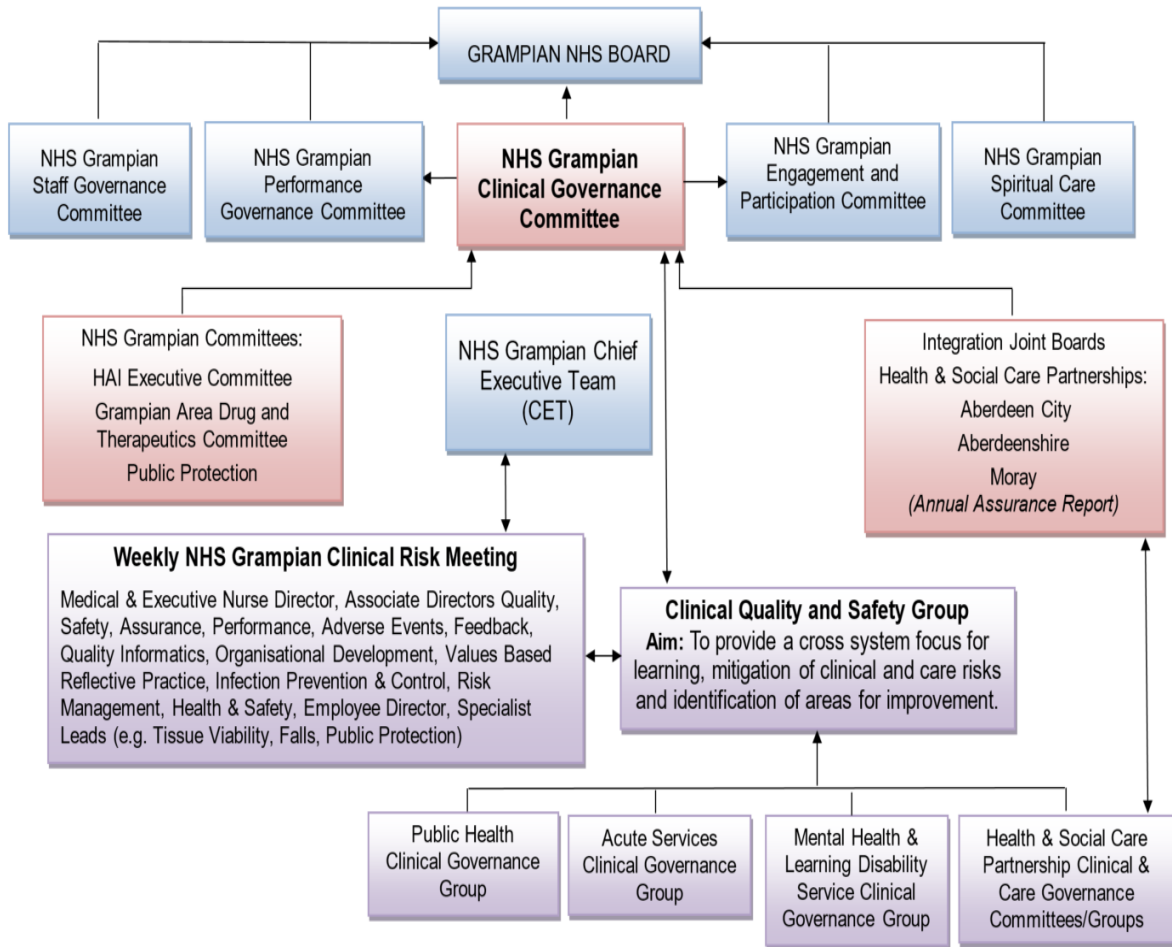 GRAMPIAN NHS BOARD
NHS Grampian
Staff Governance
Committee
NHS Grampian
Performance
Governance Committee
NHS Grampian
Clinical Governance
Committee
NHS Grampian
Engagement and
Participation Committee
NHS Grampian
Spiritual Care
Committee
NHS Grampian Committees:
HAI Executive Committee
Grampian Area Drug and
Therapeutics Committee
Public Protection
NHS Grampian Chief
Executive Team
(CET)
Integration Joint Boards
Health & Social Care Partnerships:
Aberdeen City
Aberdeenshire
Moray
(Annual Assurance Report)
Weekly NHS Grampian Clinical Risk Meeting
Medical & Executive Nurse Director, Associate Directors Quality,
Safety, Assurance, Performance, Adverse Events, Feedback,
Quality Informatics, Organisational Development, Values Based
Reflective Practice, Infection Prevention & Control, Risk
Management, Health & Safety, Employee Director, Specialist
Leads (e.g. Tissue Viability, Falls, Public Protection)
Clinical Quality and Safety Group
Aim: To provide a cross system focus for
learning, mitigation of clinical and care risks
and identification of areas for improvement.
Public Health
Clinical Governance
Group
Acute Services
Clinical Governance
Group
Mental Health &
Learning Disability
Service Clinical
Governance Group
Health & Social Care
Partnership Clinical &
Care Governance
Committees/Groups